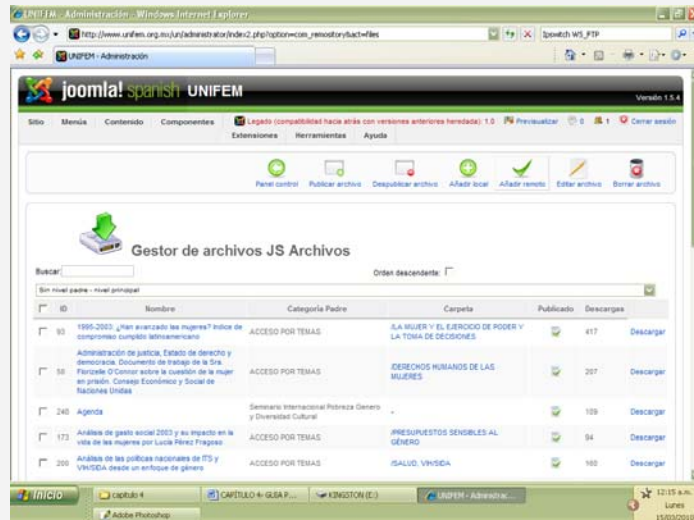 UNIFEM - Administración - Windows Internet Explorer
http://www.unifem.org.mx/un/administrator/index2.php?option=com_remository&act=files
Ipswitch WS_FTP
UNIFEM - Administración
joomla! spanish UNIFEM
Versión 1.5.4
Sitio Menús Contenido Componentes Legado (compatibilidad hacia atrás con versiones anteriores heredada): 1.0 Previsualizar 0 1 Cerrar sesión
Extensiones Herramientas Ayuda
Panel control Publicar archivo Despublicar archivo Añadir local Añadir remoto Editar archivo Borrar archivo
Gestor de archivos JS Archivos
Buscar: Orden descendente:
Sin nivel padre - nivel principal
ID Nombre Categoría Padre Carpeta Publicado Descargas
93 1995-2003: ¿Han avanzado las mujeres? Indice de compromiso cumplido latinoamericano ACCESO POR TEMAS /LA MUJER Y EL EJERCICIO DE PODER Y LA TOMA DE DECISIONES 417 Descargar
58 Administración de justicia, Estado de derecho y democracia. Documento de trabajo de la Sra. Florizelle O'Connor sobre la cuestión de la mujer en prisión. Consejo Económico y Social de Naciones Unidas ACCESO POR TEMAS /DERECHOS HUMANOS DE LAS MUJERES 207 Descargar
240 Agenda Seminario Internacional Pobreza Genero y Diversidad Cultural - 109 Descargar
173 Análisis de gasto social 2003 y su impacto en la vida de las mujeres por Lucía Pérez Fragoso ACCESO POR TEMAS /PRESUPUESTOS SENSIBLES AL GÉNERO 94 Descargar
200 Análisis de las políticas nacionales de ITS y VIH/SIDA desde un enfoque de género ACCESO POR TEMAS /SALUD, VIH/SIDA 160 Descargar
Inicio capitulo 4 CAPÍTULO 4- GUIA P... KINGSTON (E:) UNIFEM - Administrac... 12:15 a.m.
Lunes
Adobe Photoshop 15/03/2010